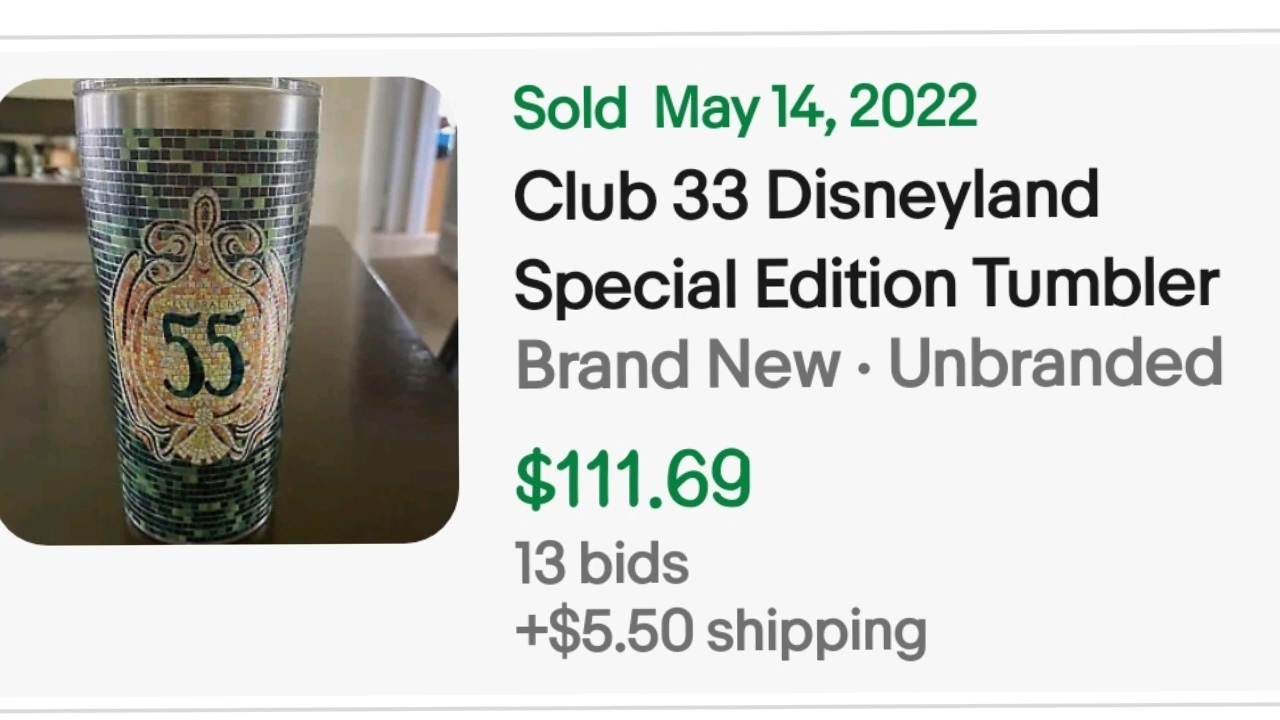 CELEBRATING
55
Sold May 14, 2022
Club 33 Disneyland
Special Edition Tumbler
Brand New · Unbranded
$111.69
13 bids
+$5.50 shipping